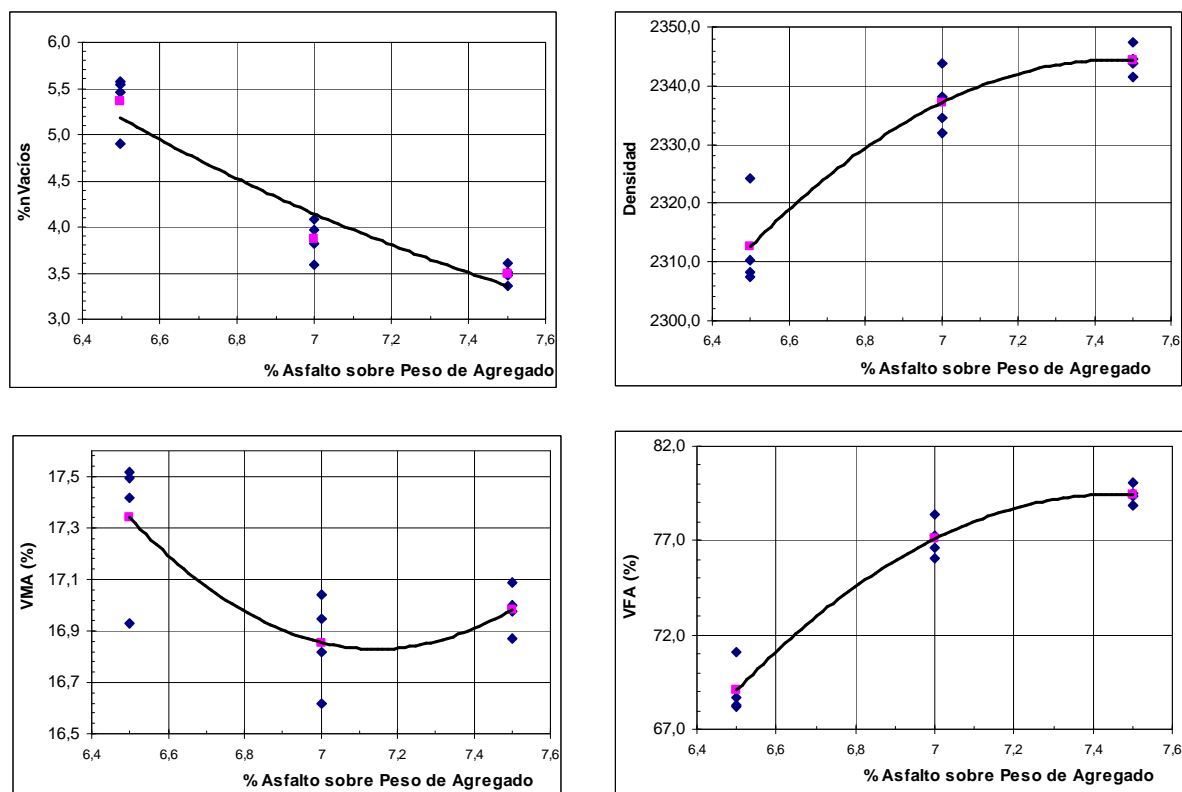 %nVacíos
6,0
5,5
5,0
4,5
4,0
3,5
3,0
6,4 6,6 6,8 7 7,2 7,4 7,6
% Asfalto sobre Peso de Agregado
Densidad
2350,0
2340,0
2330,0
2320,0
2310,0
2300,0
6,4 6,6 6,8 7 7,2 7,4 7,6
% Asfalto sobre Peso de Agregado
VMA (%)
17,5
17,3
17,1
16,9
16,7
16,5
6,4 6,6 6,8 7 7,2 7,4 7,6
% Asfalto sobre Peso de Agregado
VFA (%)
82,0
77,0
72,0
67,0
6,4 6,6 6,8 7 7,2 7,4 7,6
% Asfalto sobre Peso de Agregado